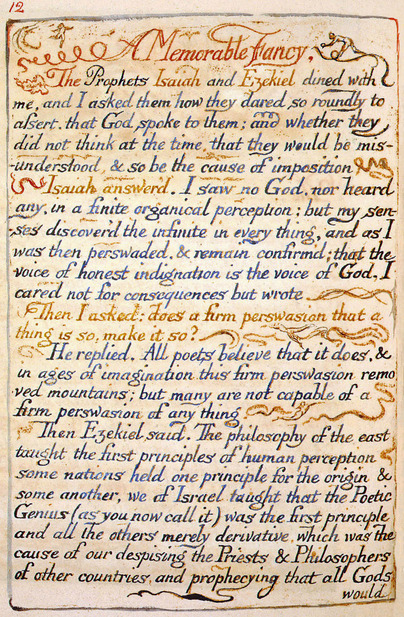 12
A Memorable Fancy.
The Prophets Isaiah and Ezekiel dined with
me, and I asked them how they dared so roundly to
assert. that God spoke to them; and whether they
did not think at the time, that they would be mis-
-understood, & so be the cause of imposition
Isaiah answerd. I saw no God, nor heard
any, in a finite organical perception; but my sen-
ses discoverd the infinite in every thing, and as I
was then perswaded, & remain confirmd; that the
voice of honest indignation is the voice of God, I
cared not for consequences but wrote
Then I asked: does a firm perswasion that a
thing is so, make it so?
He replied. All poets believe that it does, &
in ages of imagination this firm perswasion remo
ved mountains; but many are not capable of a
firm perswasion of any thing
Then Ezekiel said. The philosophy of the east
taught the first principles of human perception
some nations held one principle for the origin &
some another, we of Israel taught that the Poetic
Genius (as you now call it) was the first principle
and all the others merely derivative, which was the
cause of our despising the Priests & Philosophers
of other countries, and prophecying that all Gods
would